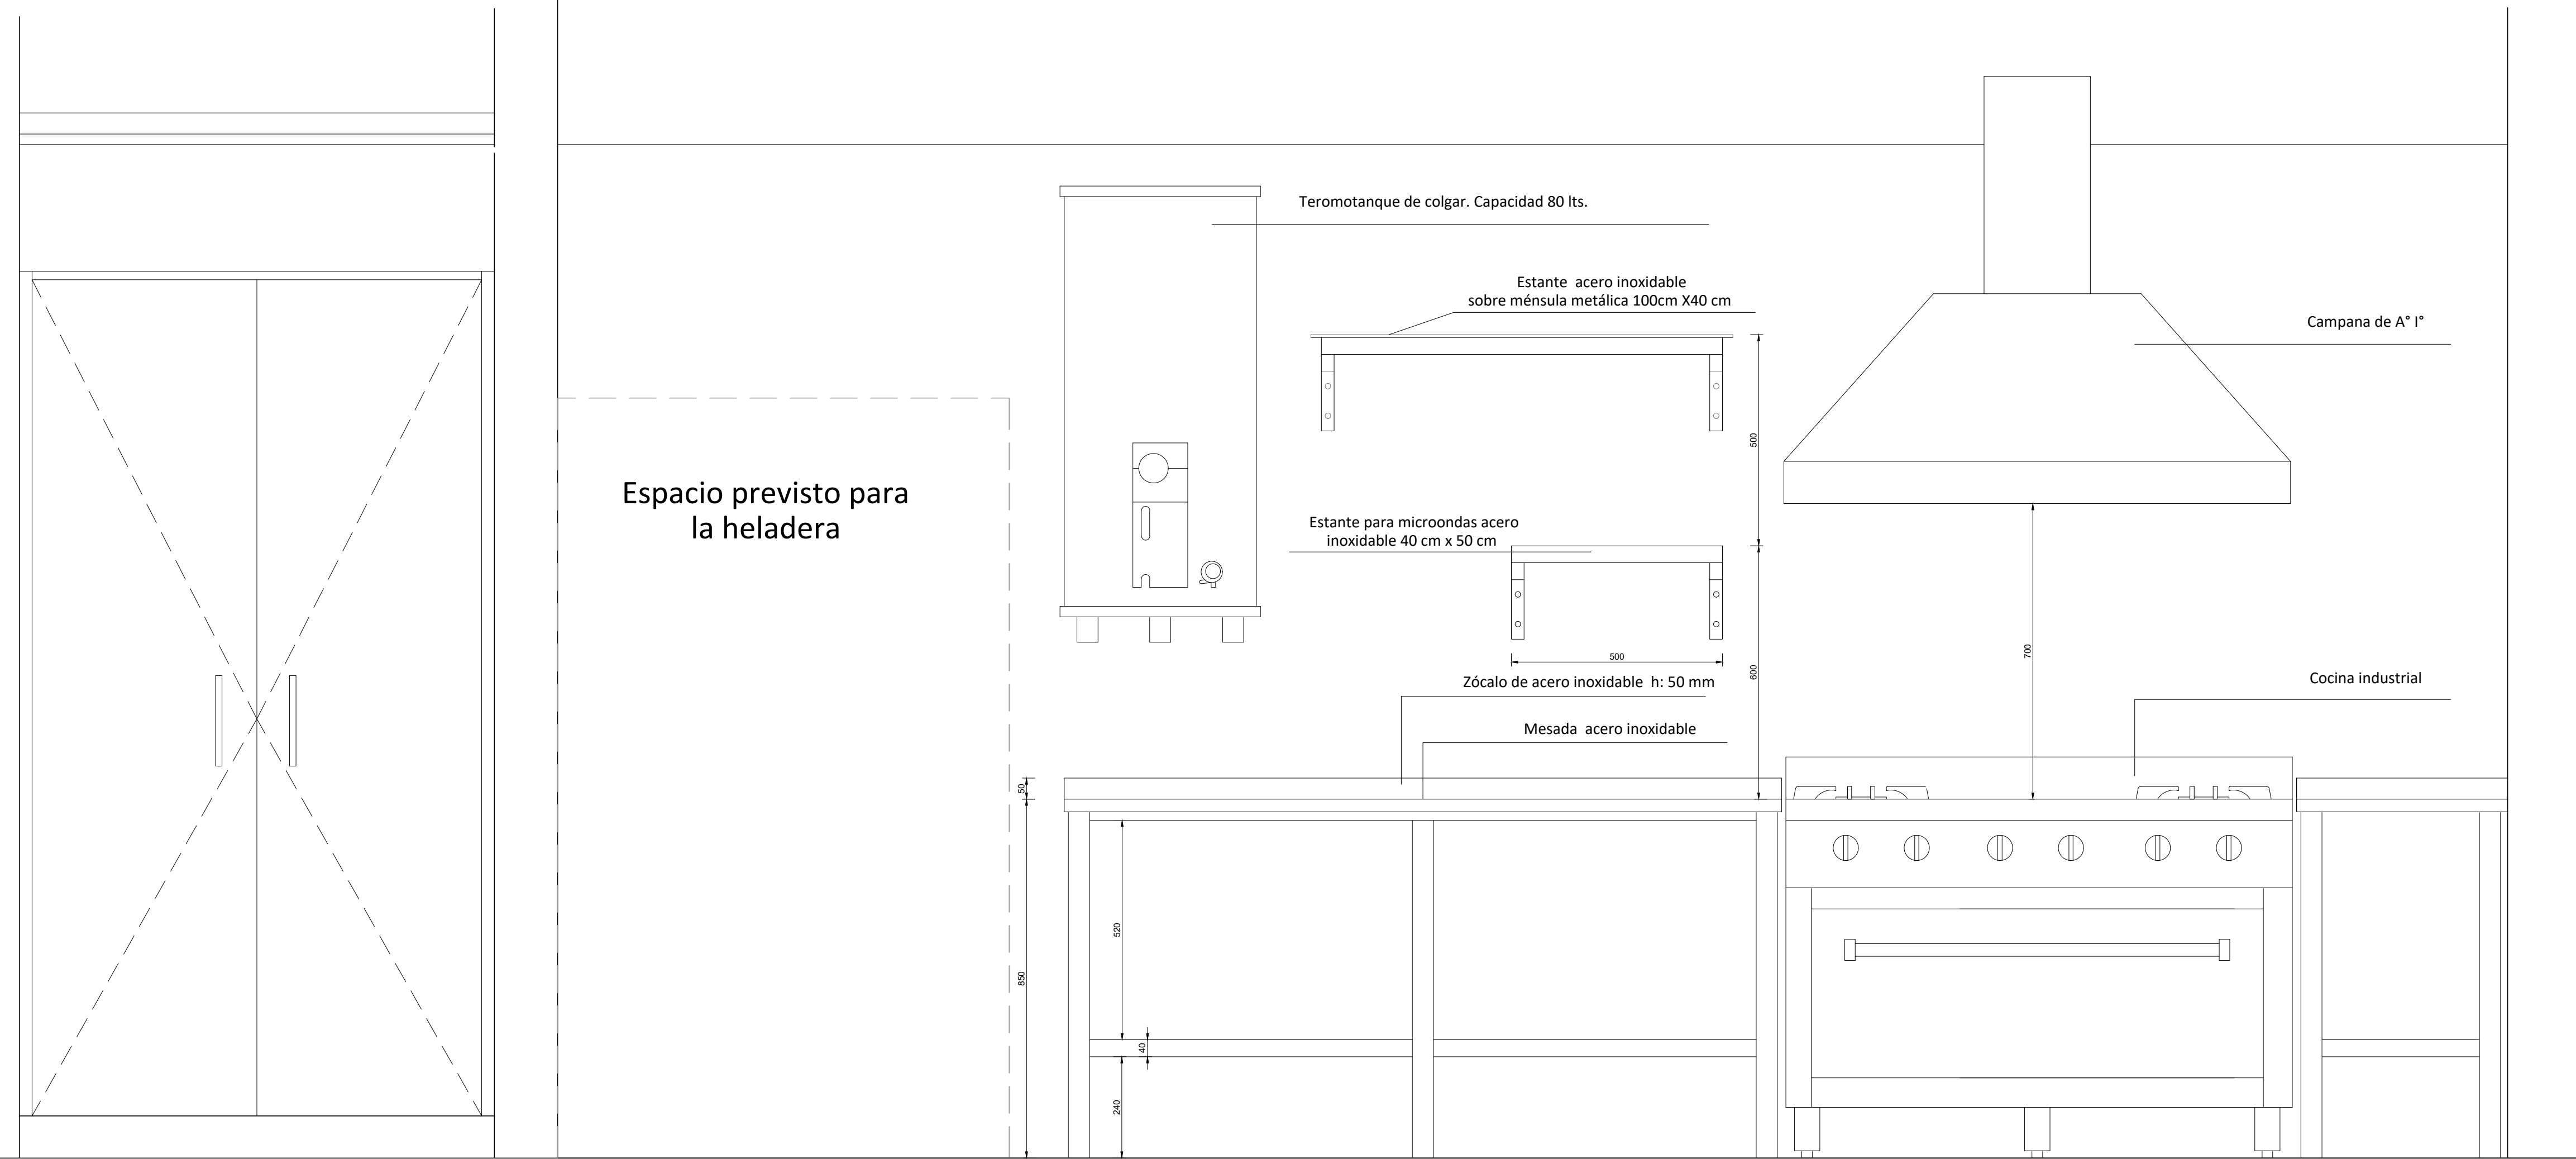 Teromotanque de colgar. Capacidad 80 lts.
Estante acero inoxidable
sobre ménsula metálica 100cm X40 cm
Campana de A° I°
500
Espacio previsto para
la heladera
Estante para microondas acero
inoxidable 40 cm x 50 cm
500
600
700
Zócalo de acero inoxidable h: 50 mm
Cocina industrial
Mesada acero inoxidable
50
520
850
40
240